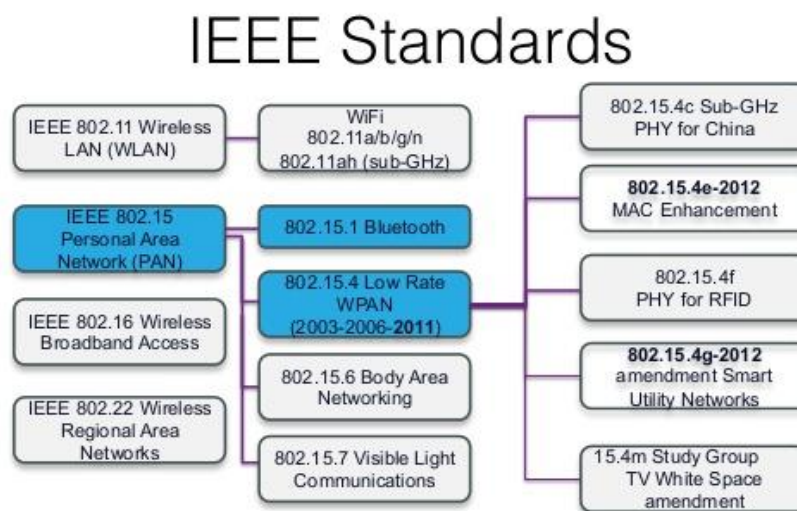 IEEE Standards
IEEE 802.11 Wireless
LAN (WLAN)
IEEE 802.15
Personal Area
Network (PAN)
IEEE 802.16 Wireless
Broadband Access
IEEE 802.22 Wireless
Regional Area
Networks
WiFi
802.11a/b/g/n
802.11ah (sub-GHz)
802.15.1 Bluetooth
802.15.4 Low Rate
WPAN
(2003-2006-2011)
802.15.6 Body Area
Networking
802.15.7 Visible Light
Communications
802.15.4c Sub-GHz
PHY for China
802.15.4e-2012
MAC Enhancement
802.15.4f
PHY for RFID
802.15.4g-2012
amendment Smart
Utility Networks
15.4m Study Group
TV White Space
amendment